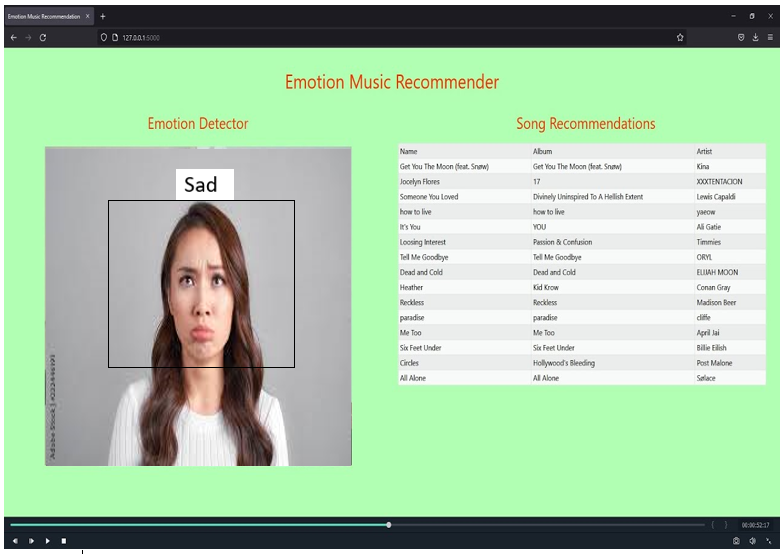 Emotion Music Recommendation
127.0.0.1:5000
Emotion Music Recommender
Emotion Detector
Song Recommendations
Sad
Name Album Artist
Get You The Moon (feat. Snøw) Get You The Moon (feat. Snøw) Kina
Jocelyn Flores 17 XXXTENTACION
Someone You Loved Divinely Uninspired To A Hellish Extent Lewis Capaldi
how to live how to live yaeow
It's You YOU Ali Gatie
Loosing Interest Passion & Confusion Timmies
Tell Me Goodbye Tell Me Goodbye ORYL
Dead and Cold Dead and Cold ELIJAH MOON
Heather Kid Krow Conan Gray
Reckless Reckless Madison Beer
paradise paradise cliffe
Me Too Me Too April Jai
Six Feet Under Six Feet Under Billie Eilish
Circles Hollywood's Bleeding Post Malone
All Alone All Alone Sølace
Adobe Stock
00:00:52:17